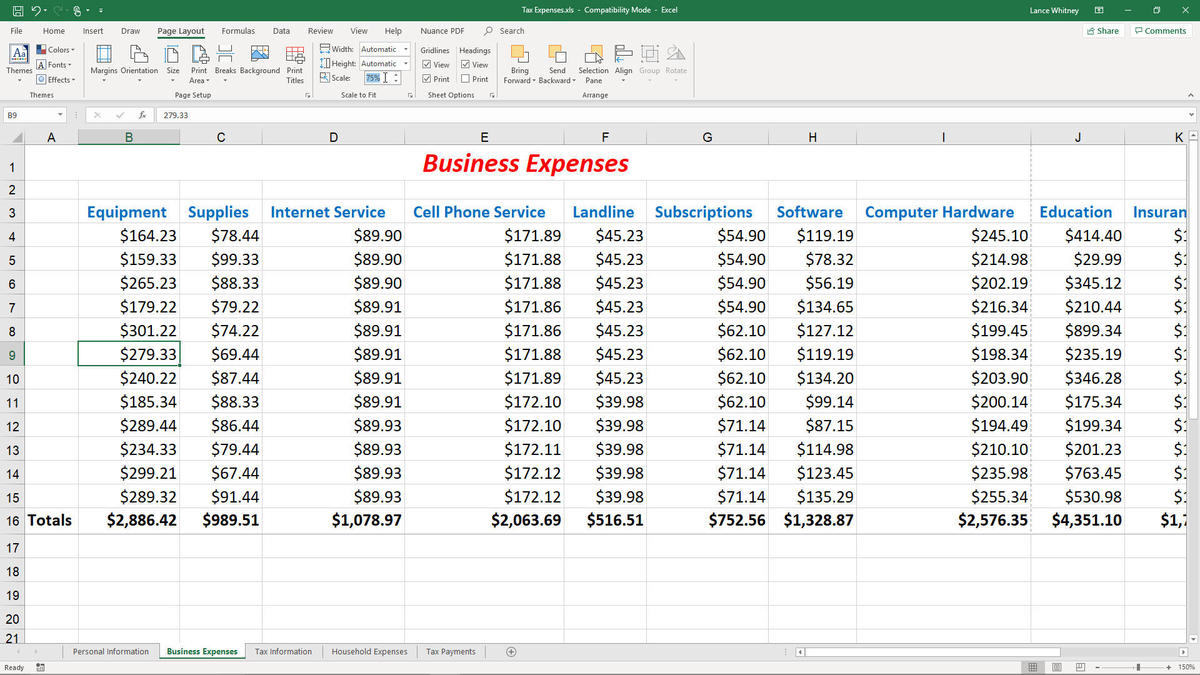 Tax Expenses.xls - Compatibility Mode - Excel
Lance Whitney
File Home Insert Draw Page Layout Formulas Data Review View Help Nuance PDF Search Share Comments
Aa Colors Width: Automatic Gridlines Headings
Fonts Height: Automatic View View
Themes Margins Orientation Size Print Area Breaks Background Print Titles Bring Forward Send Backward Selection Pane Align Group Rotate
Effects Scale: 75% Print Print
Themes Page Setup Scale to Fit Sheet Options Arrange
B9 fx 279.33
A B C D E F G H I J K
1 Business Expenses
2
3 Equipment Supplies Internet Service Cell Phone Service Landline Subscriptions Software Computer Hardware Education Insuran
4 $164.23 $78.44 $89.90 $171.89 $45.23 $54.90 $119.19 $245.10 $414.40 $1
5 $159.33 $99.33 $89.90 $171.88 $45.23 $54.90 $78.32 $214.98 $29.99 $1
6 $265.23 $88.33 $89.90 $171.88 $45.23 $54.90 $56.19 $202.19 $345.12 $1
7 $179.22 $79.22 $89.91 $171.86 $45.23 $54.90 $134.65 $216.34 $210.44 $1
8 $301.22 $74.22 $89.91 $171.86 $45.23 $62.10 $127.12 $199.45 $899.34 $1
9 $279.33 $69.44 $89.91 $171.88 $45.23 $62.10 $119.19 $198.34 $235.19 $1
10 $240.22 $87.44 $89.91 $171.89 $45.23 $62.10 $134.20 $203.90 $346.28 $1
11 $185.34 $88.33 $89.91 $172.10 $39.98 $62.10 $99.14 $200.14 $175.34 $1
12 $289.44 $86.44 $89.93 $172.10 $39.98 $71.14 $87.15 $194.49 $199.34 $1
13 $234.33 $79.44 $89.93 $172.11 $39.98 $71.14 $114.98 $210.10 $201.23 $1
14 $299.21 $67.44 $89.93 $172.12 $39.98 $71.14 $123.45 $235.98 $763.45 $1
15 $289.32 $91.44 $89.93 $172.12 $39.98 $71.14 $135.29 $255.34 $530.98 $1
16 Totals $2,886.42 $989.51 $1,078.97 $2,063.69 $516.51 $752.56 $1,328.87 $2,576.35 $4,351.10 $1,
17
18
19
20
21
Personal Information Business Expenses Tax Information Household Expenses Tax Payments
Ready 150%